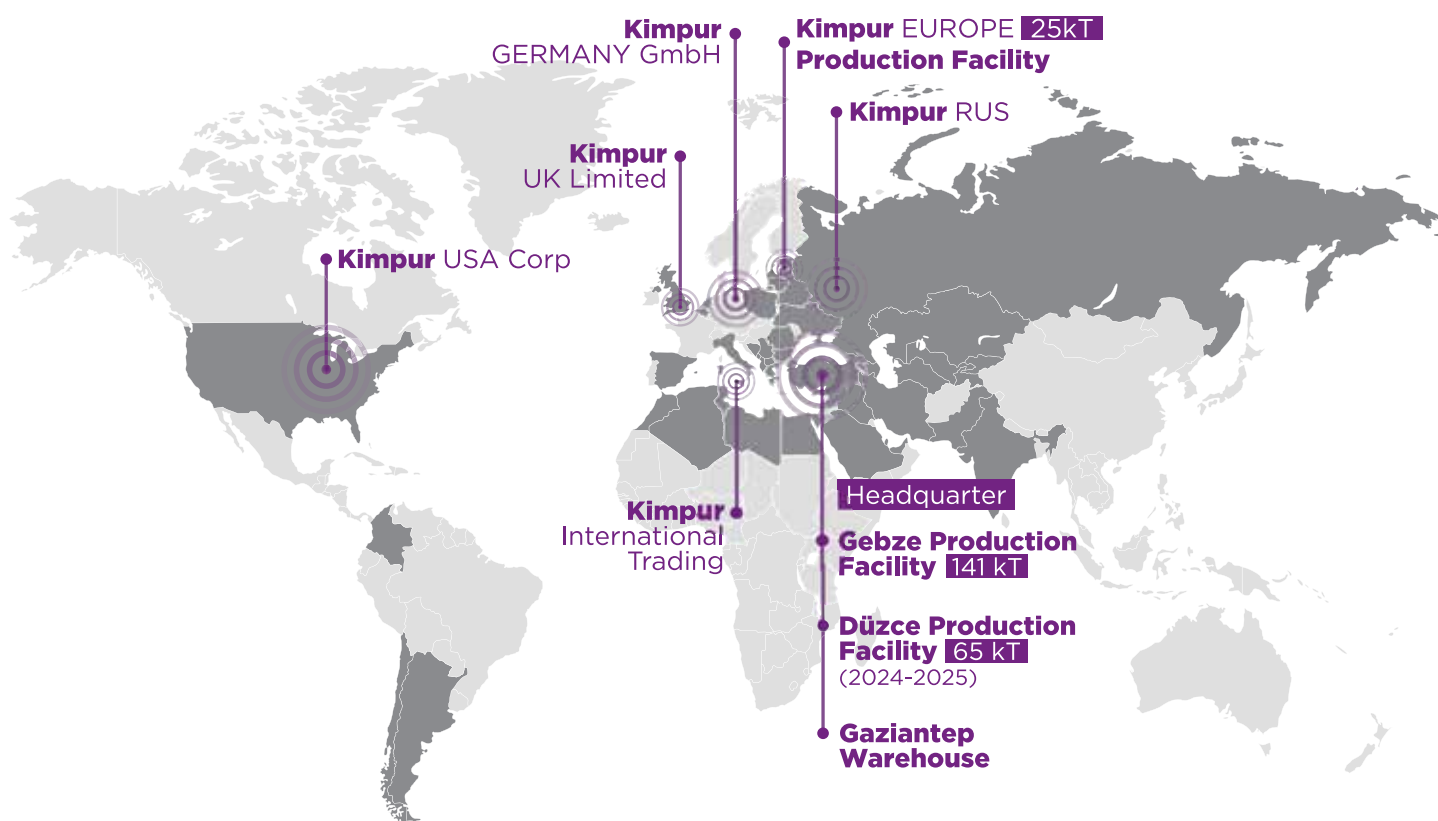 Kimpur
GERMANY GmbH
Kimpur EUROPE 25kT
Production Facility
Kimpur RUS
Kimpur
UK Limited
Kimpur USA Corp
Headquarter
Kimpur
International
Trading
Gebze Production
Facility 141 kT
Düzce Production
Facility 65 kT
(2024-2025)
Gaziantep
Warehouse